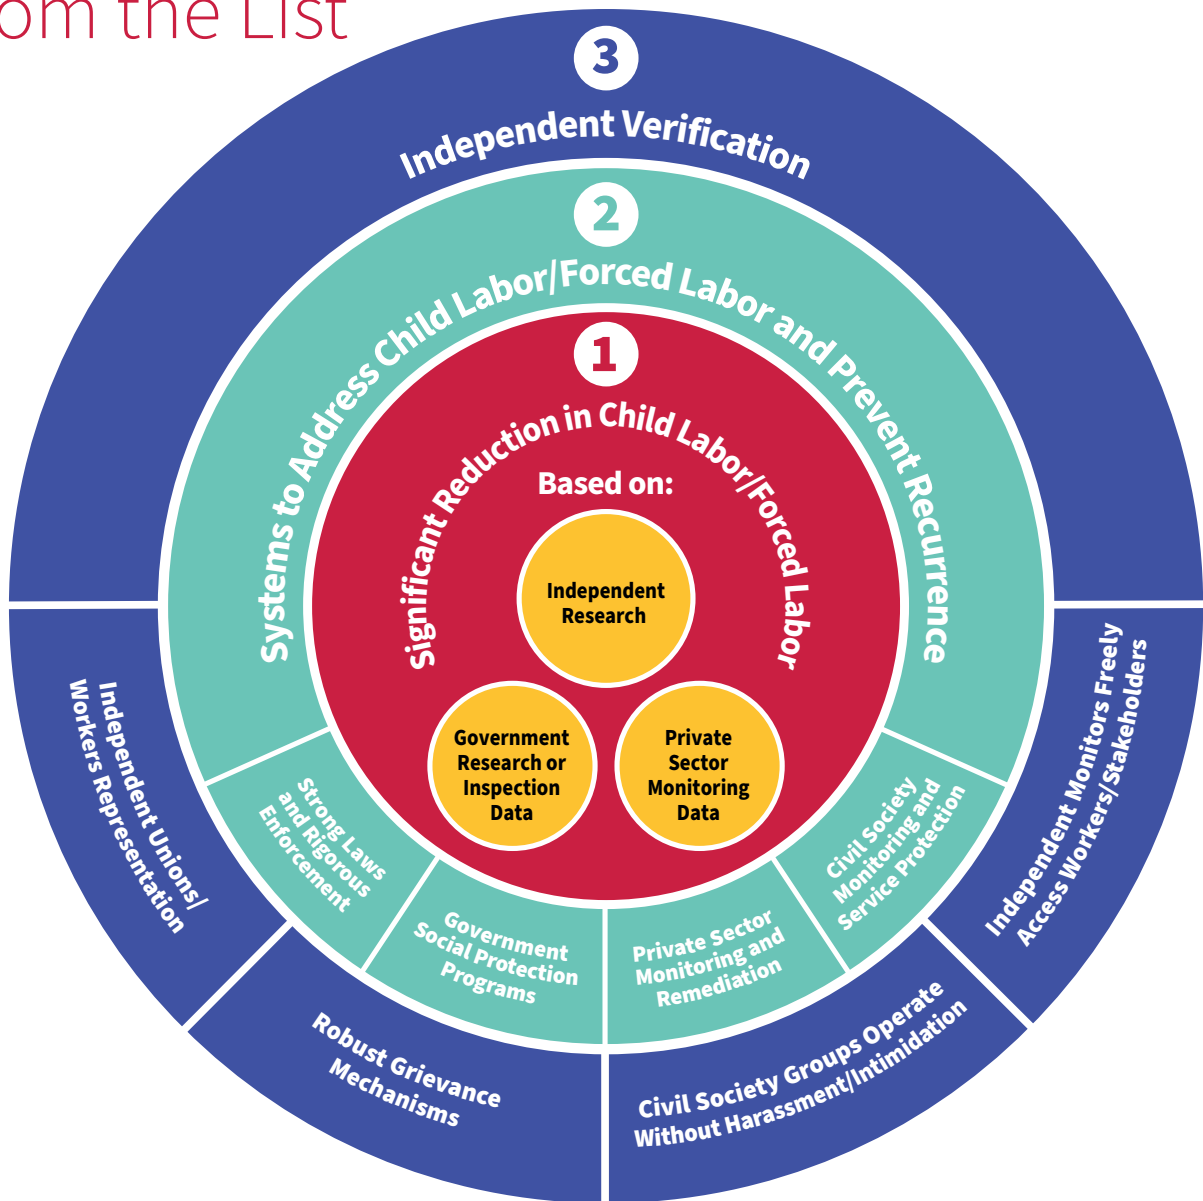 om the List
3
Independent Verification
2
Systems to Address Child Labor/Forced Labor and Prevent Recurrence
1
Significant Reduction in Child Labor/Forced Labor
Based on:
Independent
Research
Government
Research or
Inspection
Data
Private
Sector
Monitoring
Data
Strong Laws
and Rigorous
Enforcement
Government
Social Protection
Programs
Private Sector
Monitoring and
Remediation
Civil Society
Monitoring and
Service Protection
Independent Unions/
Workers Representation
Robust Grievance
Mechanisms
Civil Society Groups Operate
Without Harassment/Intimidation
Independent Monitors Freely
Access Workers/Stakeholders